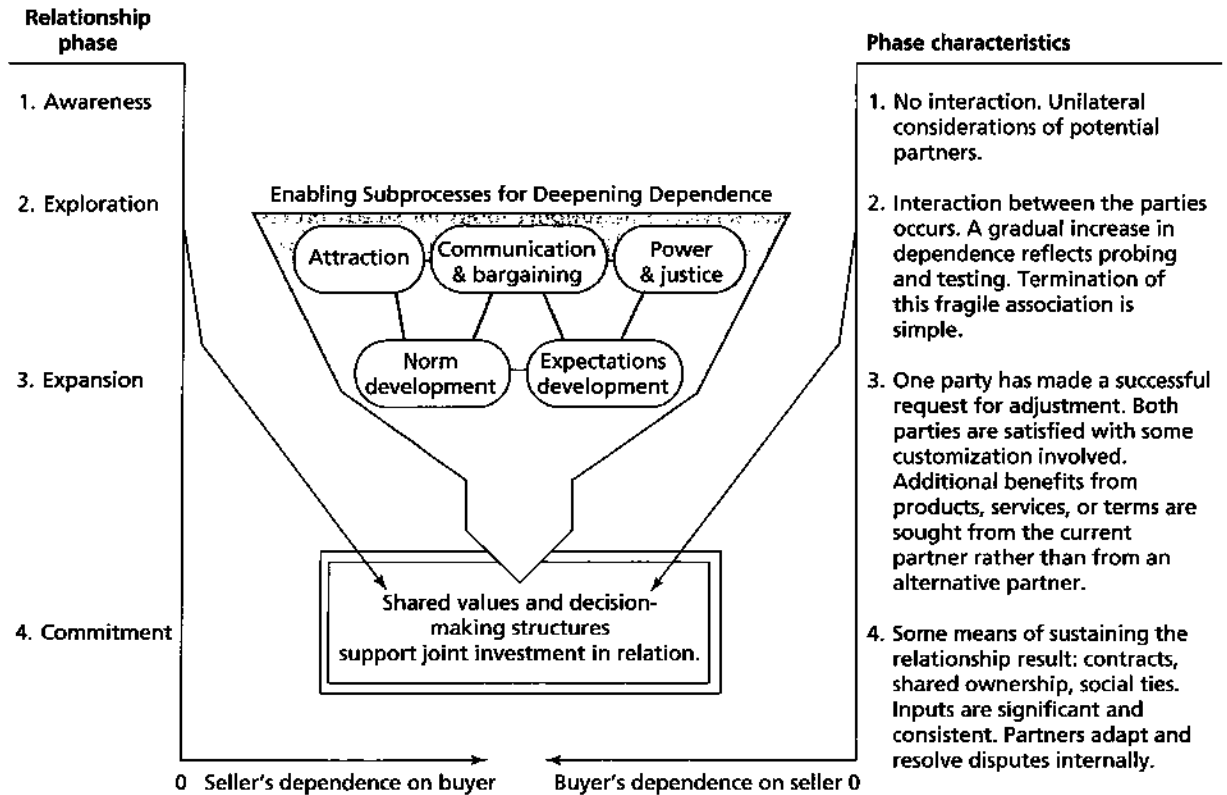 Relationship
phase
Phase characteristics
1. Awareness
1. No interaction. Unilateral
considerations of potential
partners.
Enabling Subprocesses for Deepening Dependence
2. Exploration
2. Interaction between the parties
occurs. A gradual increase in
dependence reflects probing
and testing. Termination of
this fragile association is
simple.
Attraction
Communication
& bargaining
Power
& justice
Norm
development
Expectations
development
3. Expansion
3. One party has made a successful
request for adjustment. Both
parties are satisfied with some
customization involved.
Additional benefits from
products, services, or terms are
sought from the current
partner rather than from an
alternative partner.
Shared values and decision-
making structures
support joint investment in relation.
4. Commitment
4. Some means of sustaining the
relationship result: contracts,
shared ownership, social ties.
Inputs are significant and
consistent. Partners adapt and
resolve disputes internally.
0 Seller's dependence on buyer
Buyer's dependence on seller 0